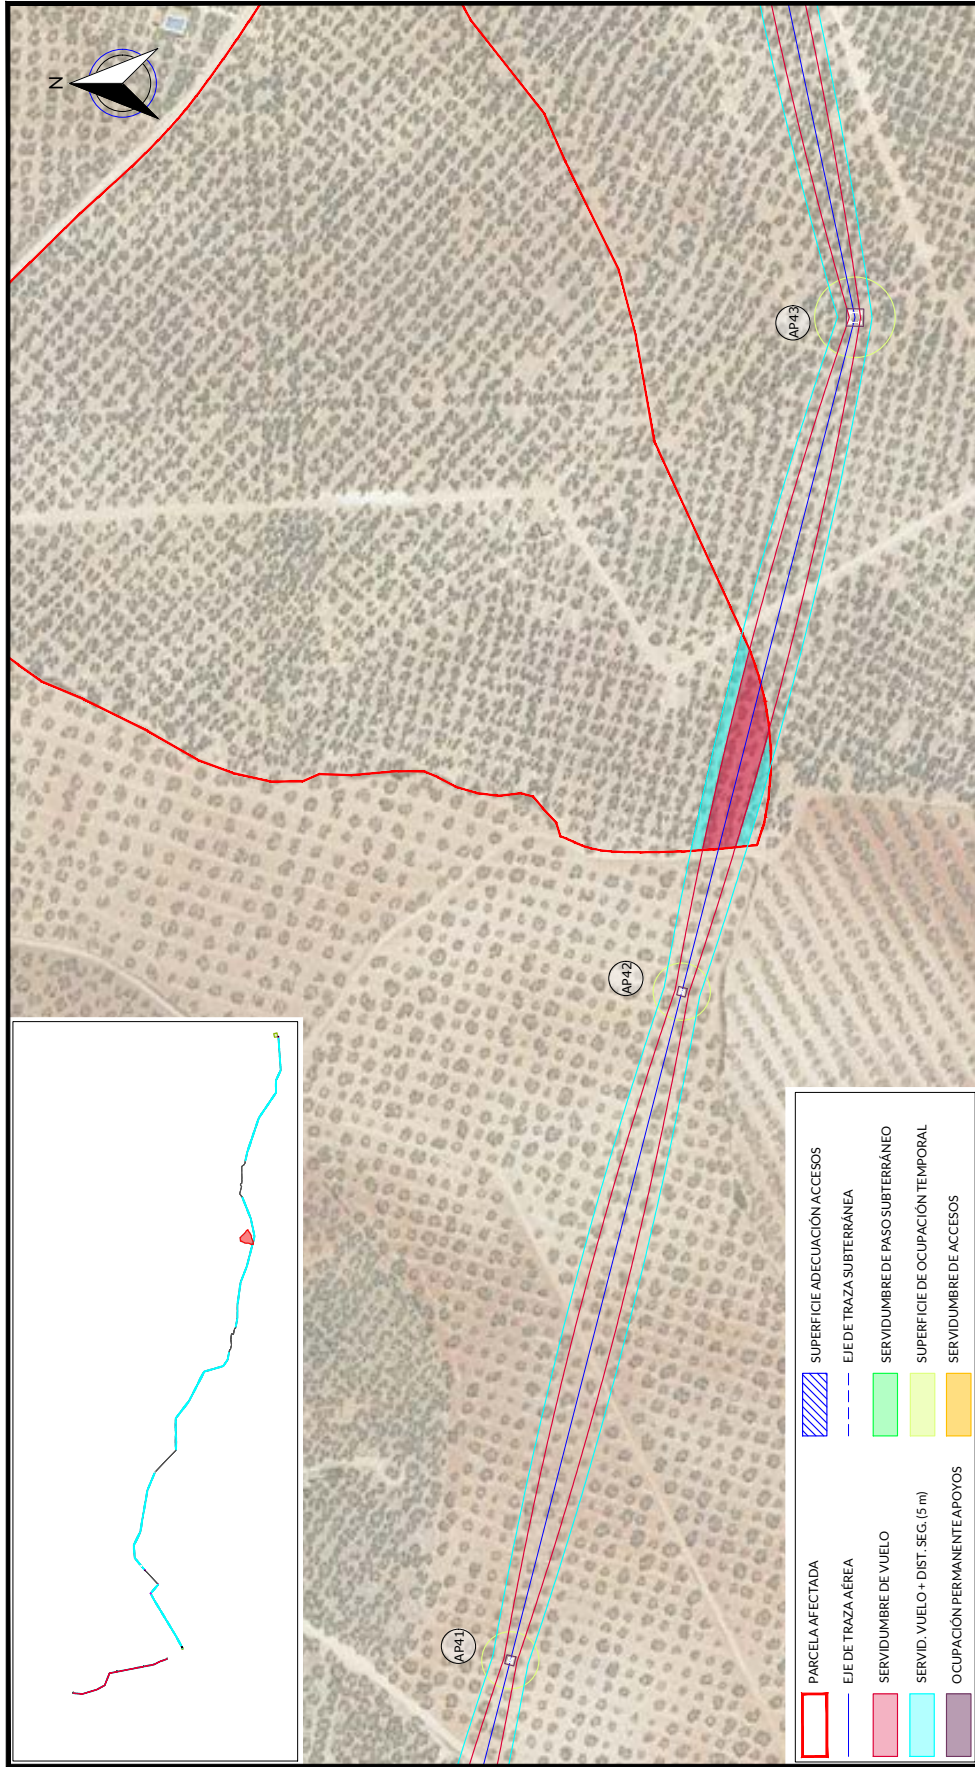 N
AP43
AP42
AP41
PARCELA AFECTADA
EJE DE TRAZA AÉREA
SERVIDUMBRE DE VUELO
SERVID. VUELO + DIST. SEG. (5 m)
OCUPACIÓN PERMANENTE APOYOS
SUPERFICIE ADECUACIÓN ACCESOS
EJE DE TRAZA SUBTERRÁNEA
SERVIDUMBRE DE PASO SUBTERRÁNEO
SUPERFICIE DE OCUPACIÓN TEMPORAL
SERVIDUMBRE DE ACCESOS